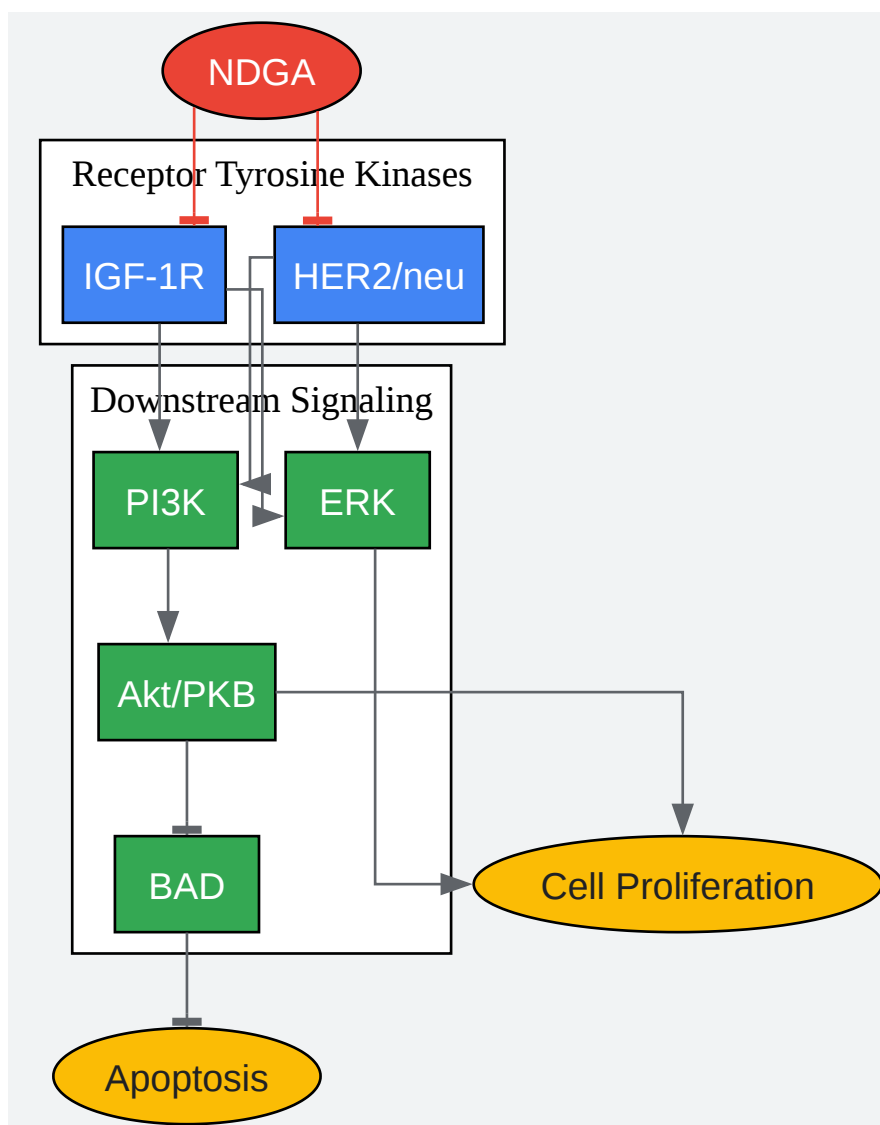 NDGA
Receptor Tyrosine Kinases
IGF-1R
HER2/neu
Downstream Signaling
PI3K
ERK
Akt/PKB
BAD
Cell Proliferation
Apoptosis